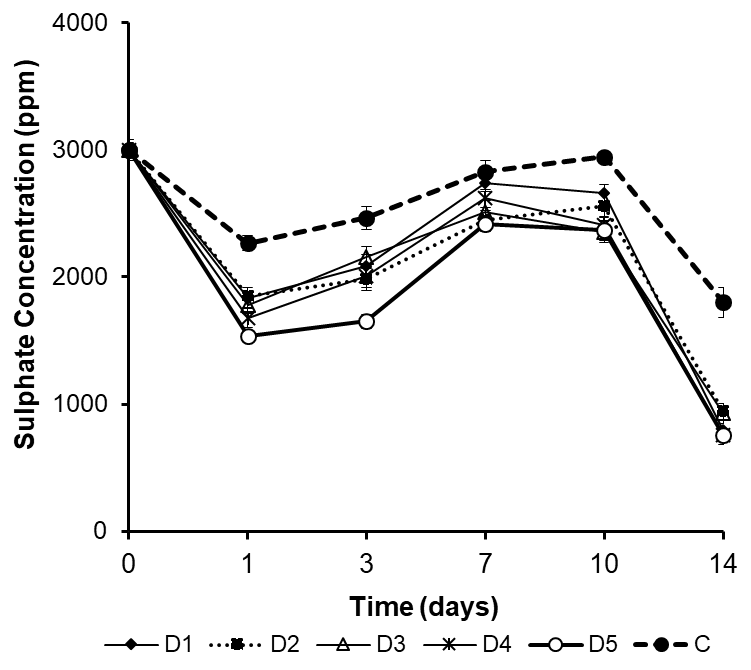 4000
3000
2000
1000
0
Sulphate Concentration (ppm)
0 1 3 7 10 14
Time (days)
D1 D2 D3 D4 D5 C